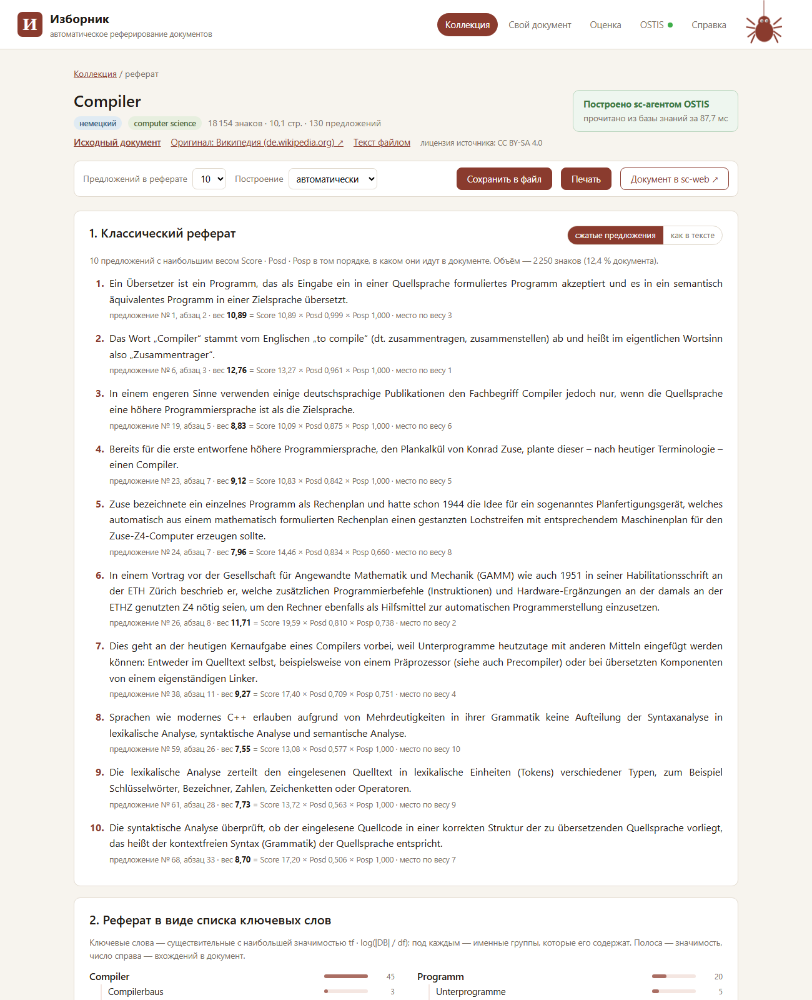 И
Изборник
автоматическое реферирование документов
Коллекция
Свой документ
Оценка
OSTIS
Справка
Коллекция / реферат
Compiler
немецкий
computer science
18 154 знаков · 10,1 стр. · 130 предложений
Построено sc-агентом OSTIS
прочитано из базы знаний за 87,7 мс
Исходный документ
Оригинал: Википедия (de.wikipedia.org) ↗
Текст файлом
лицензия источника: CC BY-SA 4.0
Предложений в реферате
10
Построение
автоматически
Сохранить в файл
Печать
Документ в sc-web ↗
1. Классический реферат
сжатые предложения
как в тексте
10 предложений с наибольшим весом Score · Posd · Posp в том порядке, в каком они идут в документе. Объём — 2 250 знаков (12,4 % документа).
1. Ein Übersetzer ist ein Programm, das als Eingabe ein in einer Quellsprache formuliertes Programm akzeptiert und es in ein semantisch
äquivalentes Programm in einer Zielsprache übersetzt.
предложение № 1, абзац 2 · вес 10,89 = Score 10,89 × Posd 0,999 × Posp 1,000 · место по весу 3
2. Das Wort „Compiler“ stammt vom Englischen „to compile“ (dt. zusammentragen, zusammenstellen) ab und heißt im eigentlichen Wortsinn
also „Zusammentrager“.
предложение № 6, абзац 3 · вес 12,76 = Score 13,27 × Posd 0,961 × Posp 1,000 · место по весу 1
3. In einem engeren Sinne verwenden einige deutschsprachige Publikationen den Fachbegriff Compiler jedoch nur, wenn die Quellsprache
eine höhere Programmiersprache ist als die Zielsprache.
предложение № 19, абзац 5 · вес 8,83 = Score 10,09 × Posd 0,875 × Posp 1,000 · место по весу 6
4. Bereits für die erste entworfene höhere Programmiersprache, den Plankalkül von Konrad Zuse, plante dieser – nach heutiger Terminologie –
einen Compiler.
предложение № 23, абзац 7 · вес 9,12 = Score 10,83 × Posd 0,842 × Posp 1,000 · место по весу 5
5. Zuse bezeichnete ein einzelnes Programm als Rechenplan und hatte schon 1944 die Idee für ein sogenanntes Planfertigungsgerät, welches
automatisch aus einem mathematisch formulierten Rechenplan einen gestanzten Lochstreifen mit entsprechendem Maschinenplan für den
Zuse-Z4-Computer erzeugen sollte.
предложение № 24, абзац 7 · вес 7,96 = Score 14,46 × Posd 0,834 × Posp 0,660 · место по весу 8
6. In einem Vortrag vor der Gesellschaft für Angewandte Mathematik und Mechanik (GAMM) wie auch 1951 in seiner Habilitationsschrift an
der ETH Zürich beschrieb er, welche zusätzlichen Programmierbefehle (Instruktionen) und Hardware-Ergänzungen an der damals an der
ETHZ genutzten Z4 nötig seien, um den Rechner ebenfalls als Hilfsmittel zur automatischen Programmerstellung einzusetzen.
предложение № 26, абзац 8 · вес 11,71 = Score 19,59 × Posd 0,810 × Posp 0,738 · место по весу 2
7. Dies geht an der heutigen Kernaufgabe eines Compilers vorbei, weil Unterprogramme heutzutage mit anderen Mitteln eingefügt werden
können: Entweder im Quelltext selbst, beispielsweise von einem Präprozessor (siehe auch Precompiler) oder bei übersetzten Komponenten
von einem eigenständigen Linker.
предложение № 38, абзац 11 · вес 9,27 = Score 17,40 × Posd 0,709 × Posp 0,751 · место по весу 4
8. Sprachen wie modernes C++ erlauben aufgrund von Mehrdeutigkeiten in ihrer Grammatik keine Aufteilung der Syntaxanalyse in
lexikalische Analyse, syntaktische Analyse und semantische Analyse.
предложение № 59, абзац 26 · вес 7,55 = Score 13,08 × Posd 0,577 × Posp 1,000 · место по весу 10
9. Die lexikalische Analyse zerteilt den eingelesenen Quelltext in lexikalische Einheiten (Tokens) verschiedener Typen, zum Beispiel
Schlüsselwörter, Bezeichner, Zahlen, Zeichenketten oder Operatoren.
предложение № 61, абзац 28 · вес 7,73 = Score 13,72 × Posd 0,563 × Posp 1,000 · место по весу 9
10. Die syntaktische Analyse überprüft, ob der eingelesene Quellcode in einer korrekten Struktur der zu übersetzenden Quellsprache vorliegt,
das heißt der kontextfreien Syntax (Grammatik) der Quellsprache entspricht.
предложение № 68, абзац 33 · вес 8,70 = Score 17,20 × Posd 0,506 × Posp 1,000 · место по весу 7
2. Реферат в виде списка ключевых слов
Ключевые слова — существительные с наибольшей значимостью tf · log(|DB| / df); под каждым — именные группы, которые его содержат. Полоса — значимость,
число справа — вхождений в документ.
Compiler 45
Compilerbaus 3
Programm 20
Unterprogramme 5